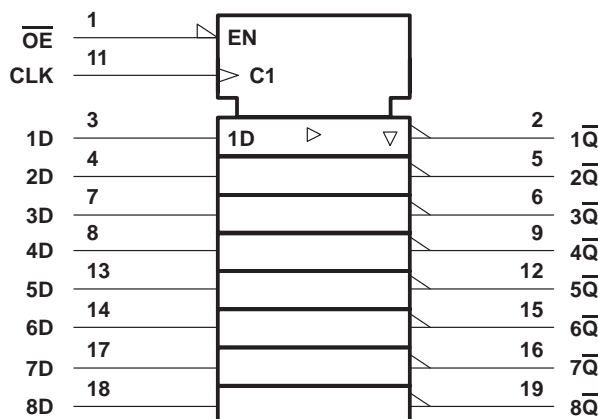 O̅E̅ 1 EN
CLK 11 C1
1D 3 1D 2 1Q̅
2D 4 5 2Q̅
3D 7 6 3Q̅
4D 8 9 4Q̅
5D 13 12 5Q̅
6D 14 15 6Q̅
7D 17 16 7Q̅
8D 18 19 8Q̅